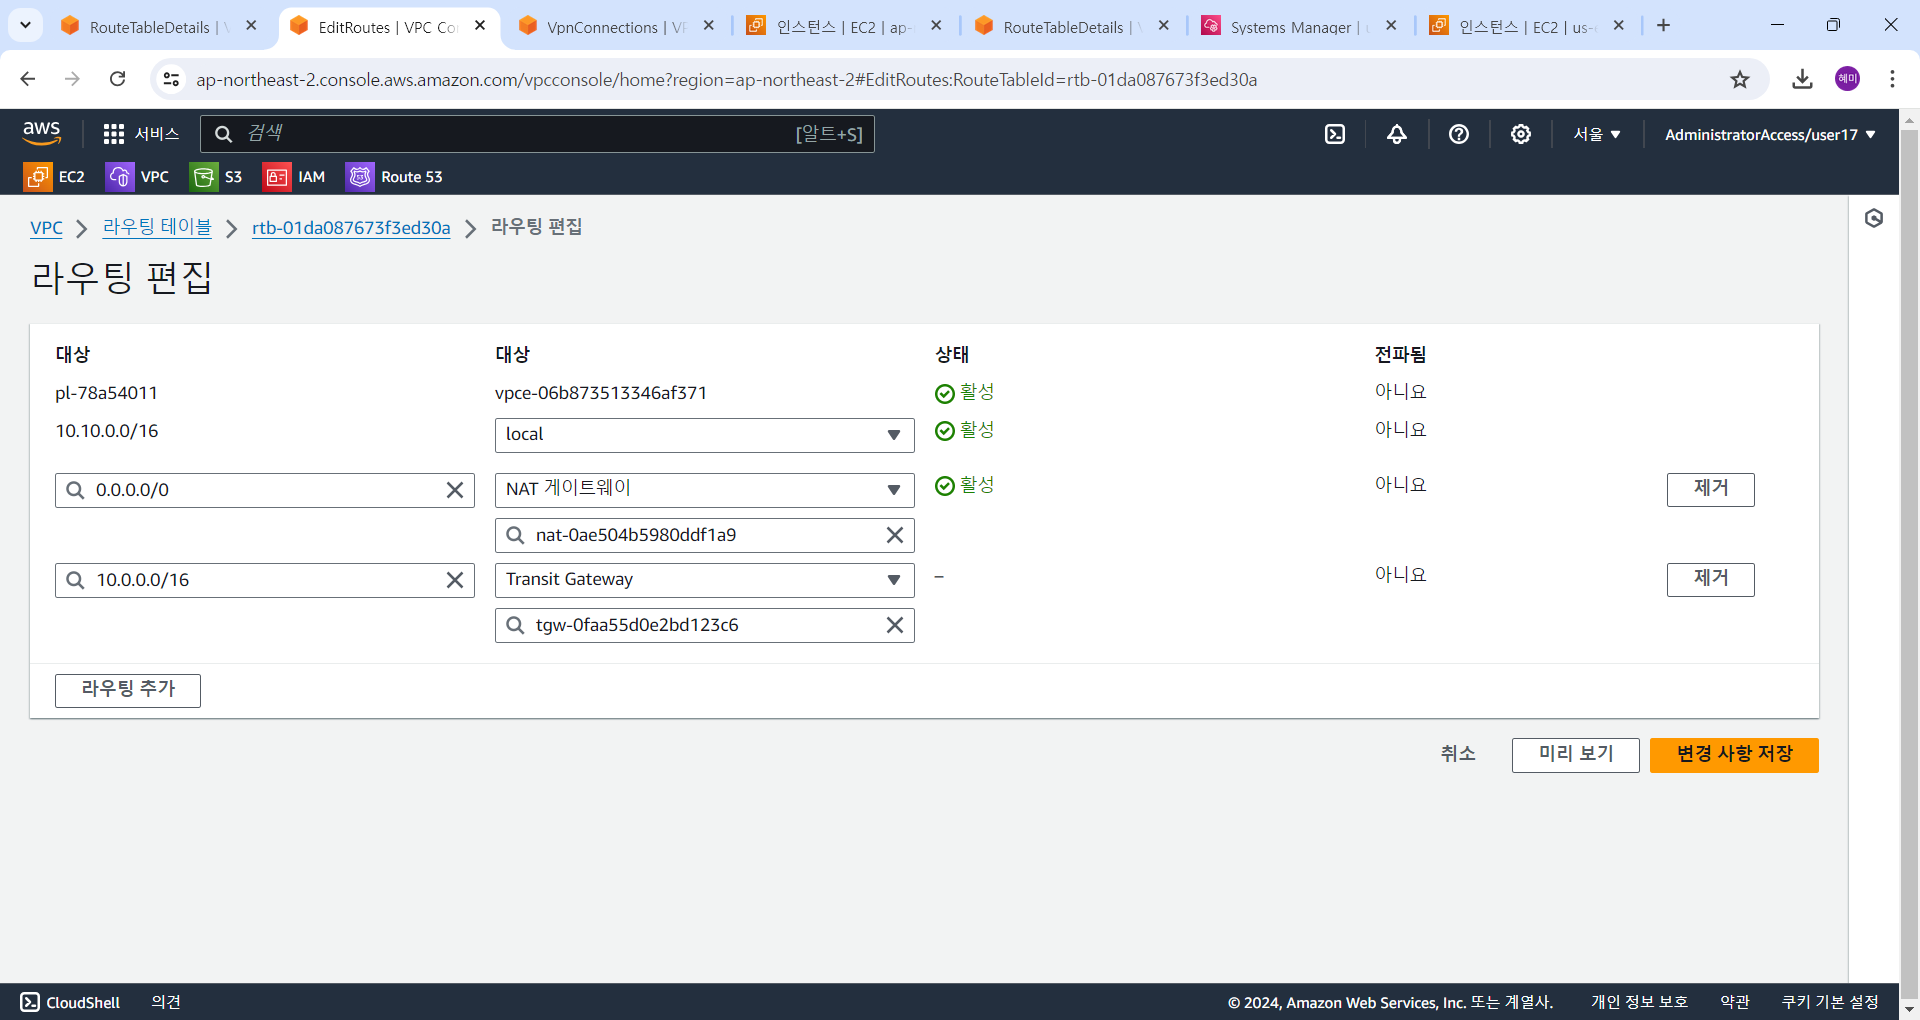 RouteTableDetails | V
EditRoutes | VPC Co
VpnConnections | VP
인스턴스 | EC2 | ap-
RouteTableDetails | V
Systems Manager | u
인스턴스 | EC2 | us-
ap-northeast-2.console.aws.amazon.com/vpcconsole/home?region=ap-northeast-2#EditRoutes:RouteTableId=rtb-01da087673f3ed30a
혜미
aws
서비스
검색
[알트+S]
서울
AdministratorAccess/user17
EC2
VPC
S3
IAM
Route 53
VPC
라우팅 테이블
rtb-01da087673f3ed30a
라우팅 편집
라우팅 편집
대상 대상 상태 전파됨
pl-78a54011 vpce-06b873513346af371 활성 아니요
10.10.0.0/16 local 활성 아니요
0.0.0.0/0 NAT 게이트웨이 활성 아니요 제거
nat-0ae504b5980ddf1a9
10.0.0.0/16 Transit Gateway – 아니요 제거
tgw-0faa55d0e2bd123c6
라우팅 추가
취소 미리 보기 변경 사항 저장
CloudShell 의견 © 2024, Amazon Web Services, Inc. 또는 계열사. 개인 정보 보호 약관 쿠키 기본 설정